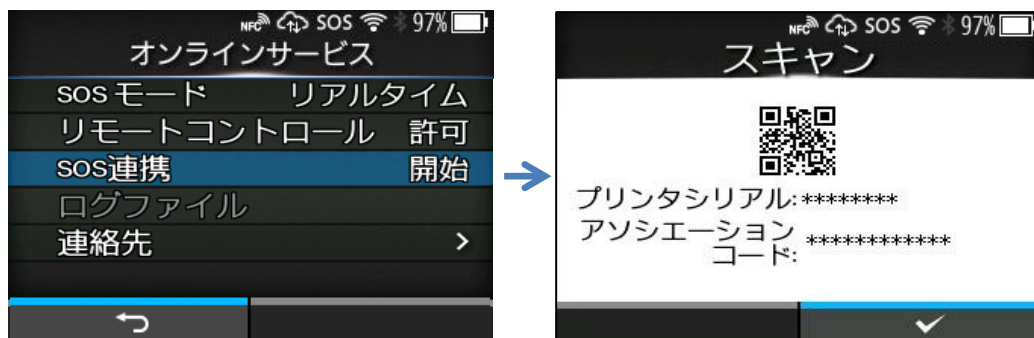 NFC SOS 97%
オンラインサービス
SOS モード リアルタイム
リモートコントロール 許可
SOS連携 開始
ログファイル
連絡先 >
NFC SOS 97%
スキャン
プリンタシリアル: ********
アソシエーション
コード: ************